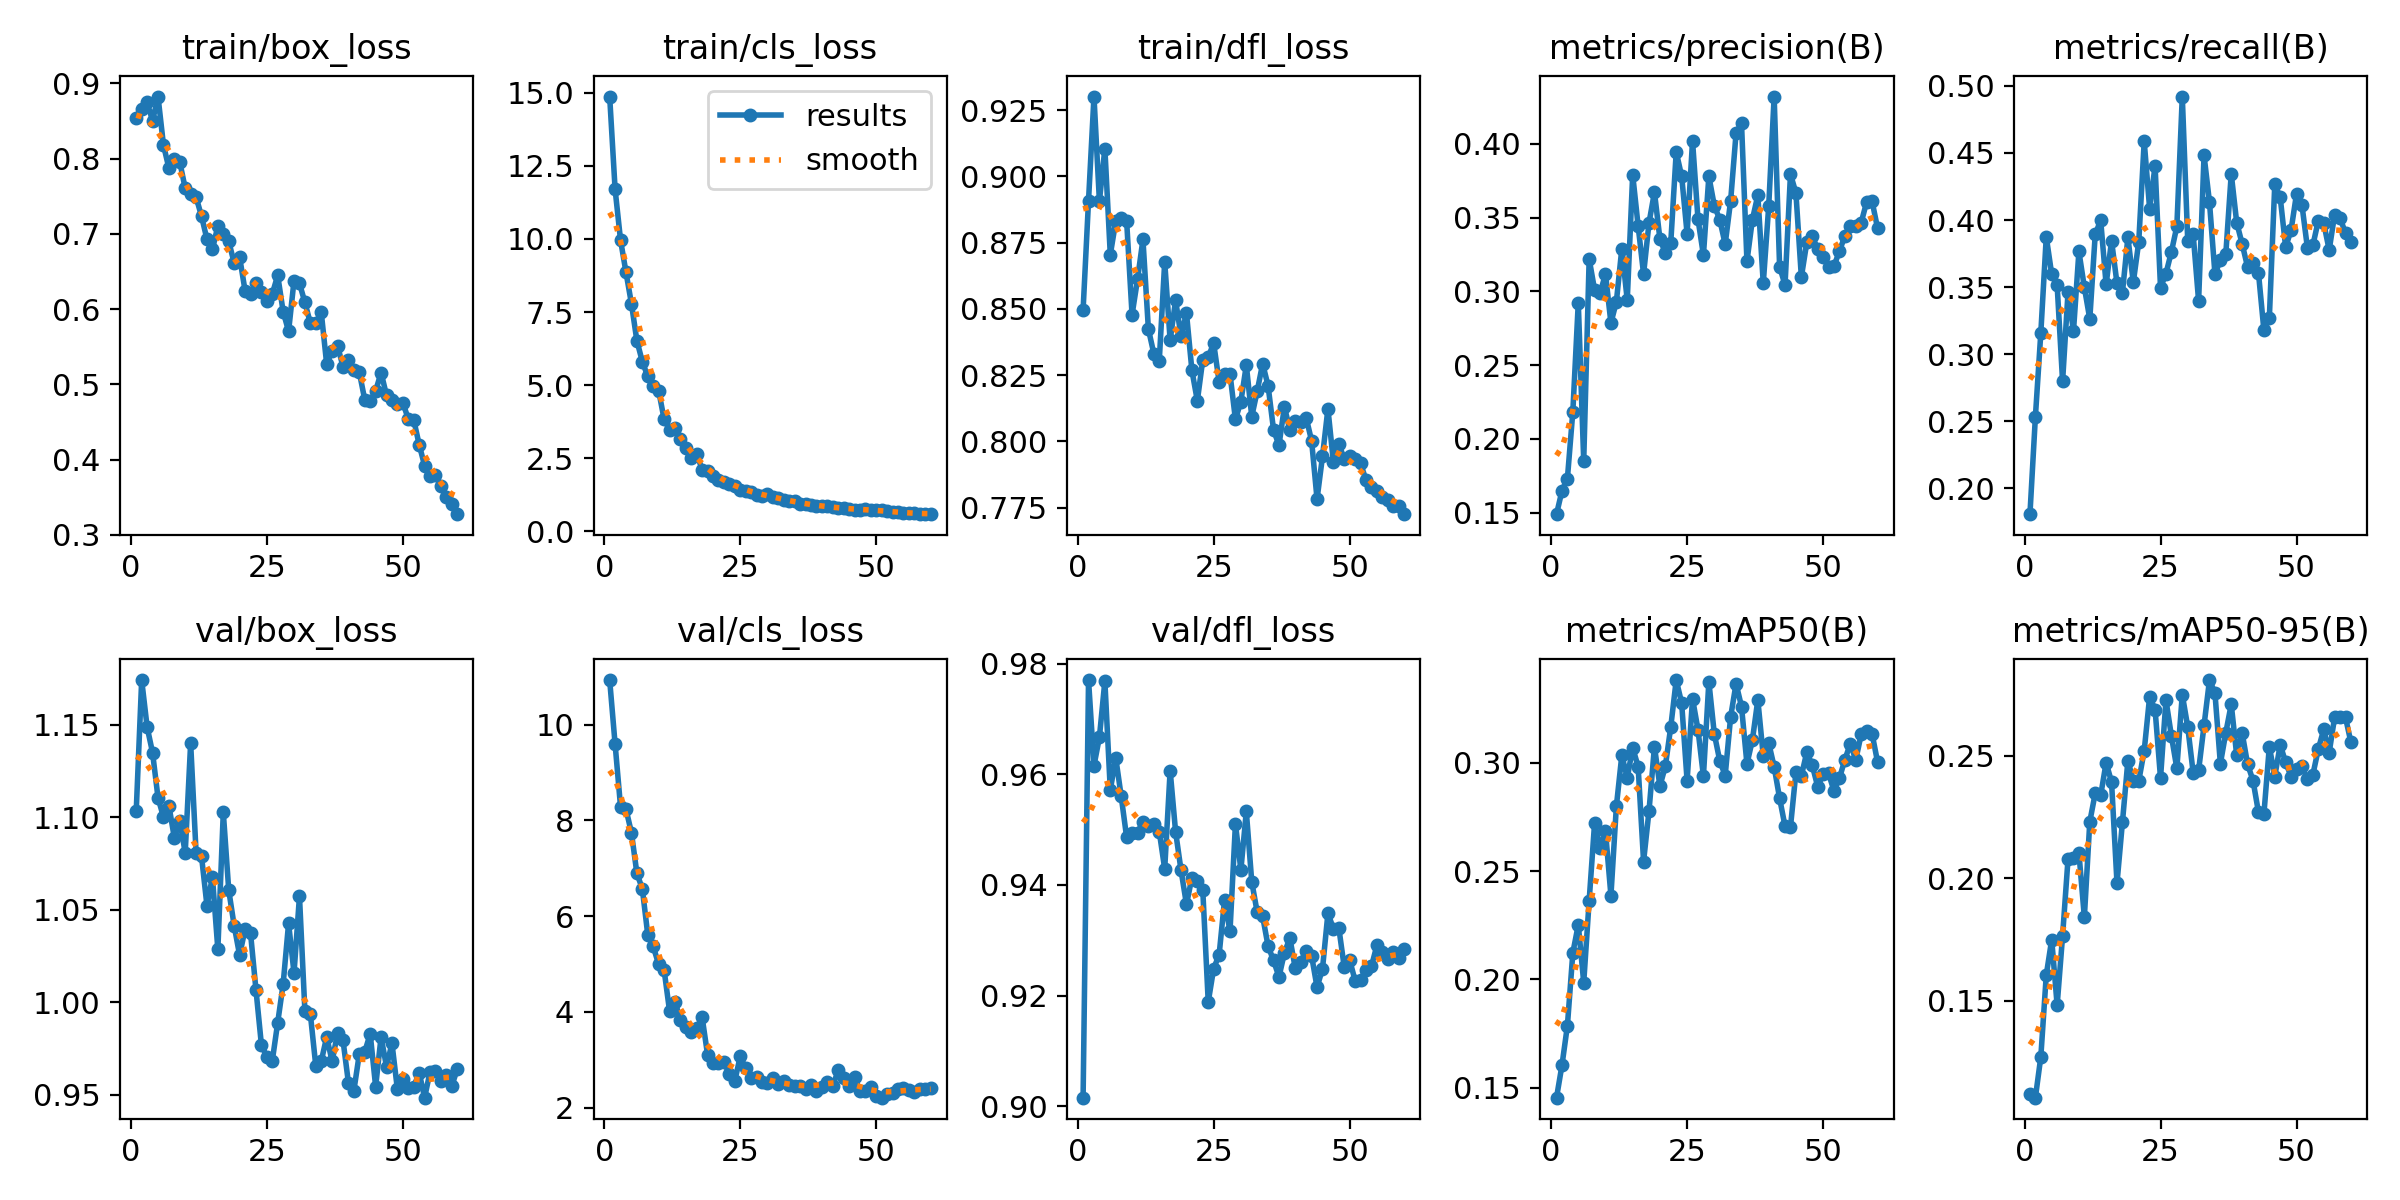 train/box_loss
0.9
0.8
0.7
0.6
0.5
0.4
0.3
0 25 50
train/cls_loss
15.0
12.5
10.0
7.5
5.0
2.5
0.0
0 25 50
results
smooth
train/dfl_loss
0.925
0.900
0.875
0.850
0.825
0.800
0.775
0 25 50
metrics/precision(B)
0.40
0.35
0.30
0.25
0.20
0.15
0 25 50
metrics/recall(B)
0.50
0.45
0.40
0.35
0.30
0.25
0.20
0 25 50
val/box_loss
1.15
1.10
1.05
1.00
0.95
0 25 50
val/cls_loss
10
8
6
4
2
0 25 50
val/dfl_loss
0.98
0.96
0.94
0.92
0.90
0 25 50
metrics/mAP50(B)
0.30
0.25
0.20
0.15
0 25 50
metrics/mAP50-95(B)
0.25
0.20
0.15
0 25 50